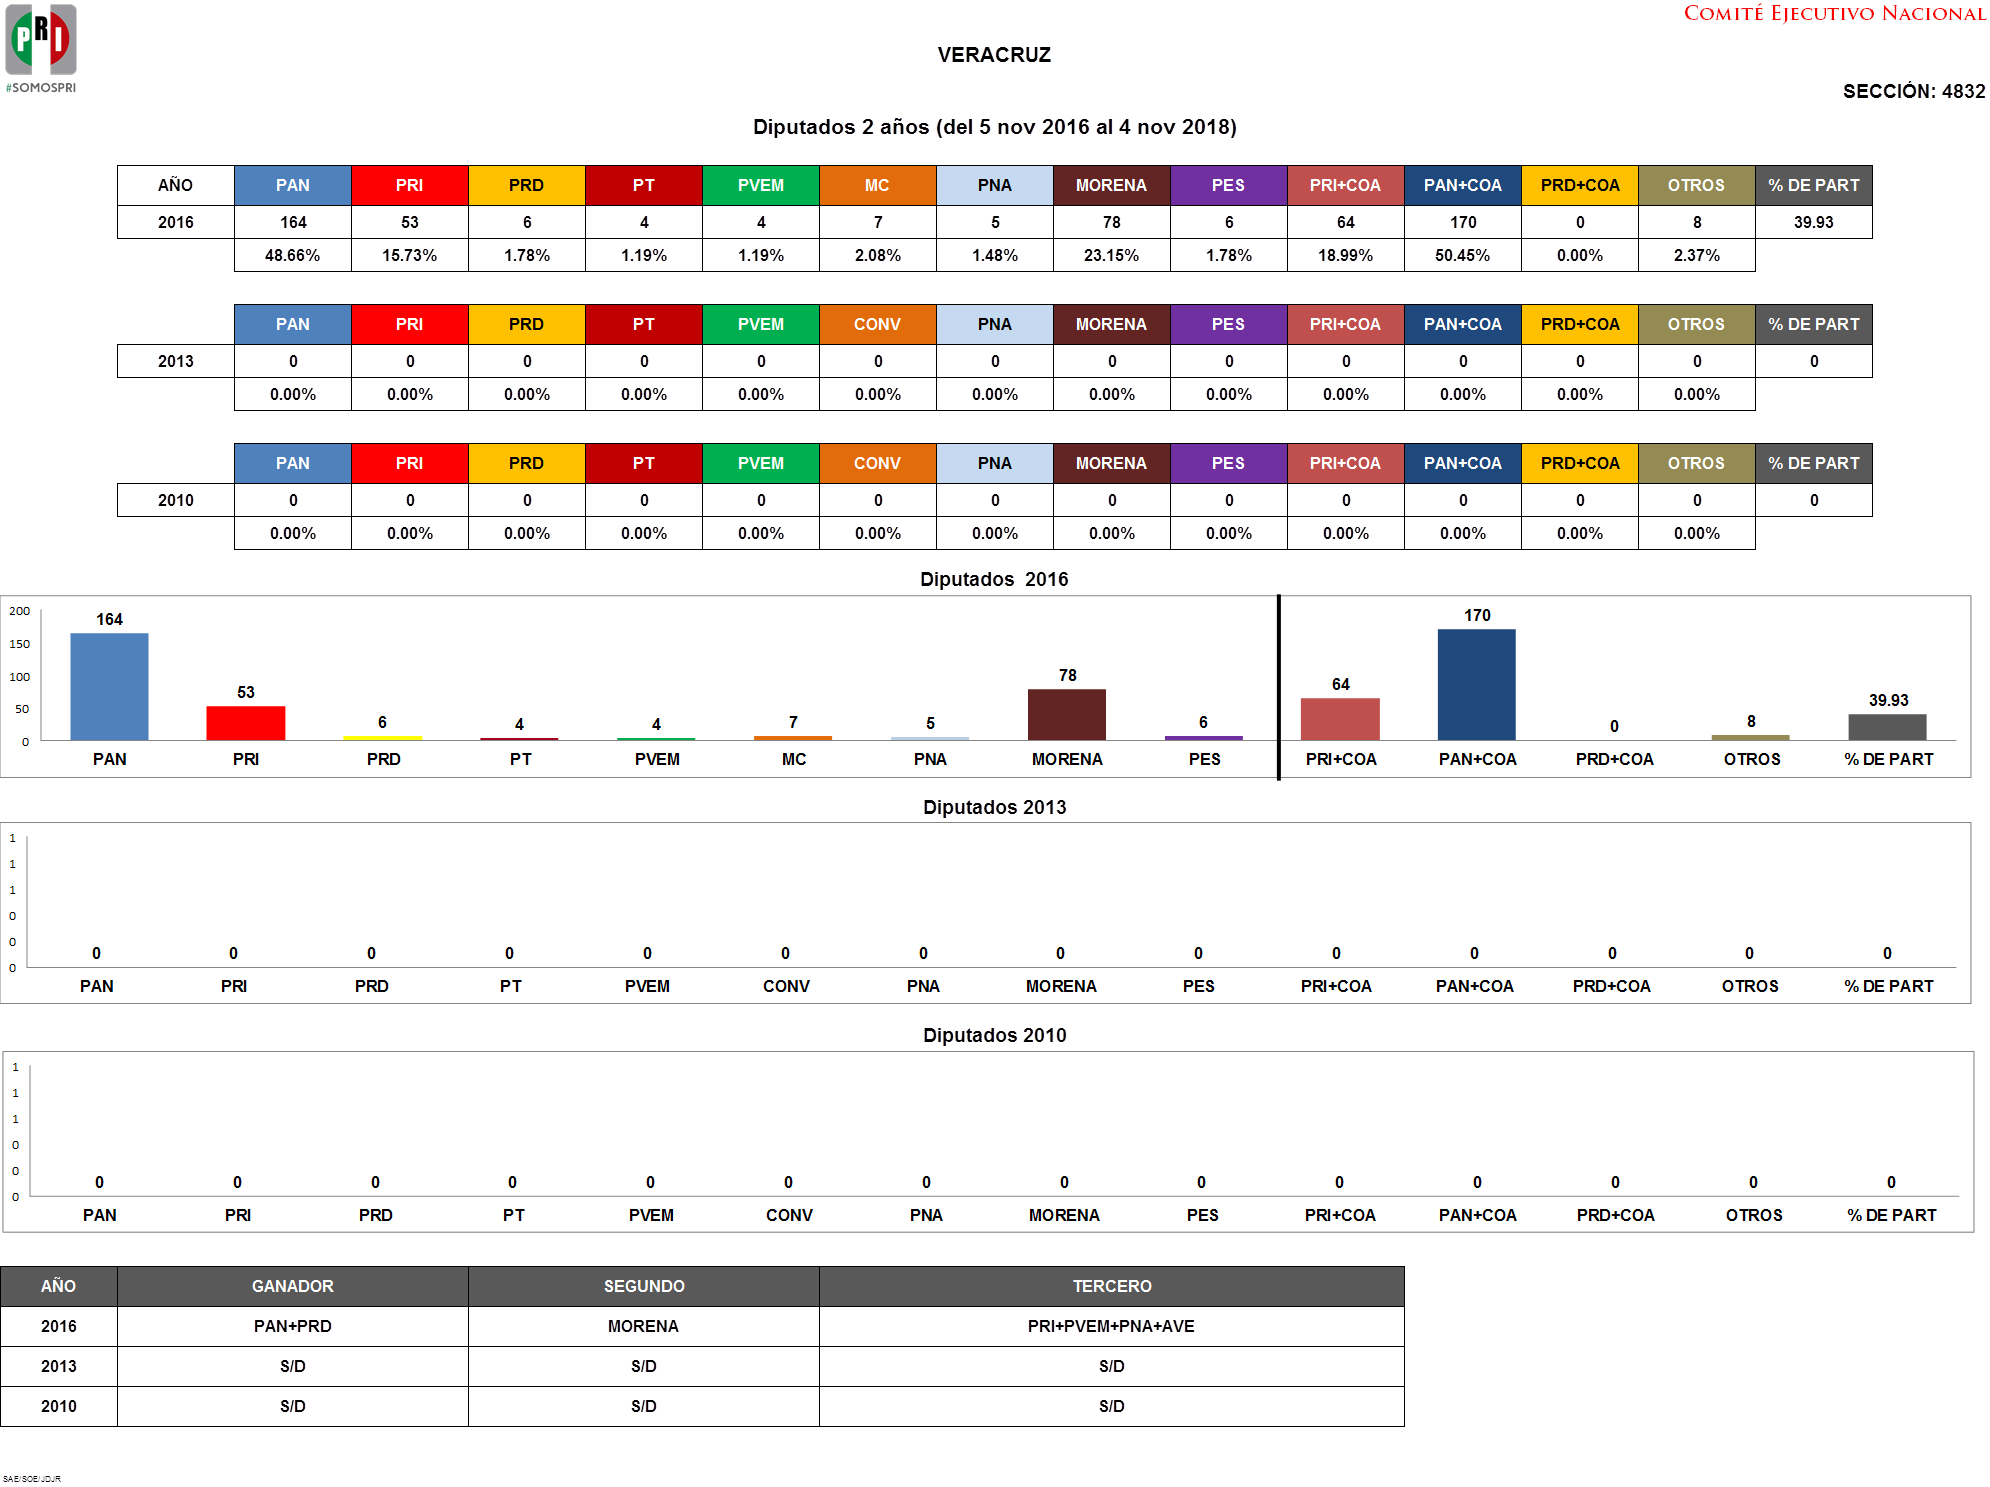 PRI
#SOMOSPRI
COMITÉ EJECUTIVO NACIONAL
VERACRUZ
SECCIÓN: 4832
Diputados 2 años (del 5 nov 2016 al 4 nov 2018)
AÑO PAN PRI PRD PT PVEM MC PNA MORENA PES PRI+COA PAN+COA PRD+COA OTROS % DE PART
2016 164 53 6 4 4 7 5 78 6 64 170 0 8 39.93
48.66% 15.73% 1.78% 1.19% 1.19% 2.08% 1.48% 23.15% 1.78% 18.99% 50.45% 0.00% 2.37%
PAN PRI PRD PT PVEM CONV PNA MORENA PES PRI+COA PAN+COA PRD+COA OTROS % DE PART
2013 0 0 0 0 0 0 0 0 0 0 0 0 0 0
0.00% 0.00% 0.00% 0.00% 0.00% 0.00% 0.00% 0.00% 0.00% 0.00% 0.00% 0.00% 0.00%
PAN PRI PRD PT PVEM CONV PNA MORENA PES PRI+COA PAN+COA PRD+COA OTROS % DE PART
2010 0 0 0 0 0 0 0 0 0 0 0 0 0 0
0.00% 0.00% 0.00% 0.00% 0.00% 0.00% 0.00% 0.00% 0.00% 0.00% 0.00% 0.00% 0.00%
Diputados 2016
200
150
100
50
0
164 53 6 4 4 7 5 78 6 64 170 0 8 39.93
PAN PRI PRD PT PVEM MC PNA MORENA PES PRI+COA PAN+COA PRD+COA OTROS % DE PART
Diputados 2013
1
1
1
0
0
0
0 0 0 0 0 0 0 0 0 0 0 0 0 0
PAN PRI PRD PT PVEM CONV PNA MORENA PES PRI+COA PAN+COA PRD+COA OTROS % DE PART
Diputados 2010
1
1
1
0
0
0
0 0 0 0 0 0 0 0 0 0 0 0 0 0
PAN PRI PRD PT PVEM CONV PNA MORENA PES PRI+COA PAN+COA PRD+COA OTROS % DE PART
AÑO GANADOR SEGUNDO TERCERO
2016 PAN+PRD MORENA PRI+PVEM+PNA+AVE
2013 S/D S/D S/D
2010 S/D S/D S/D
SAE/SOE/JDJR